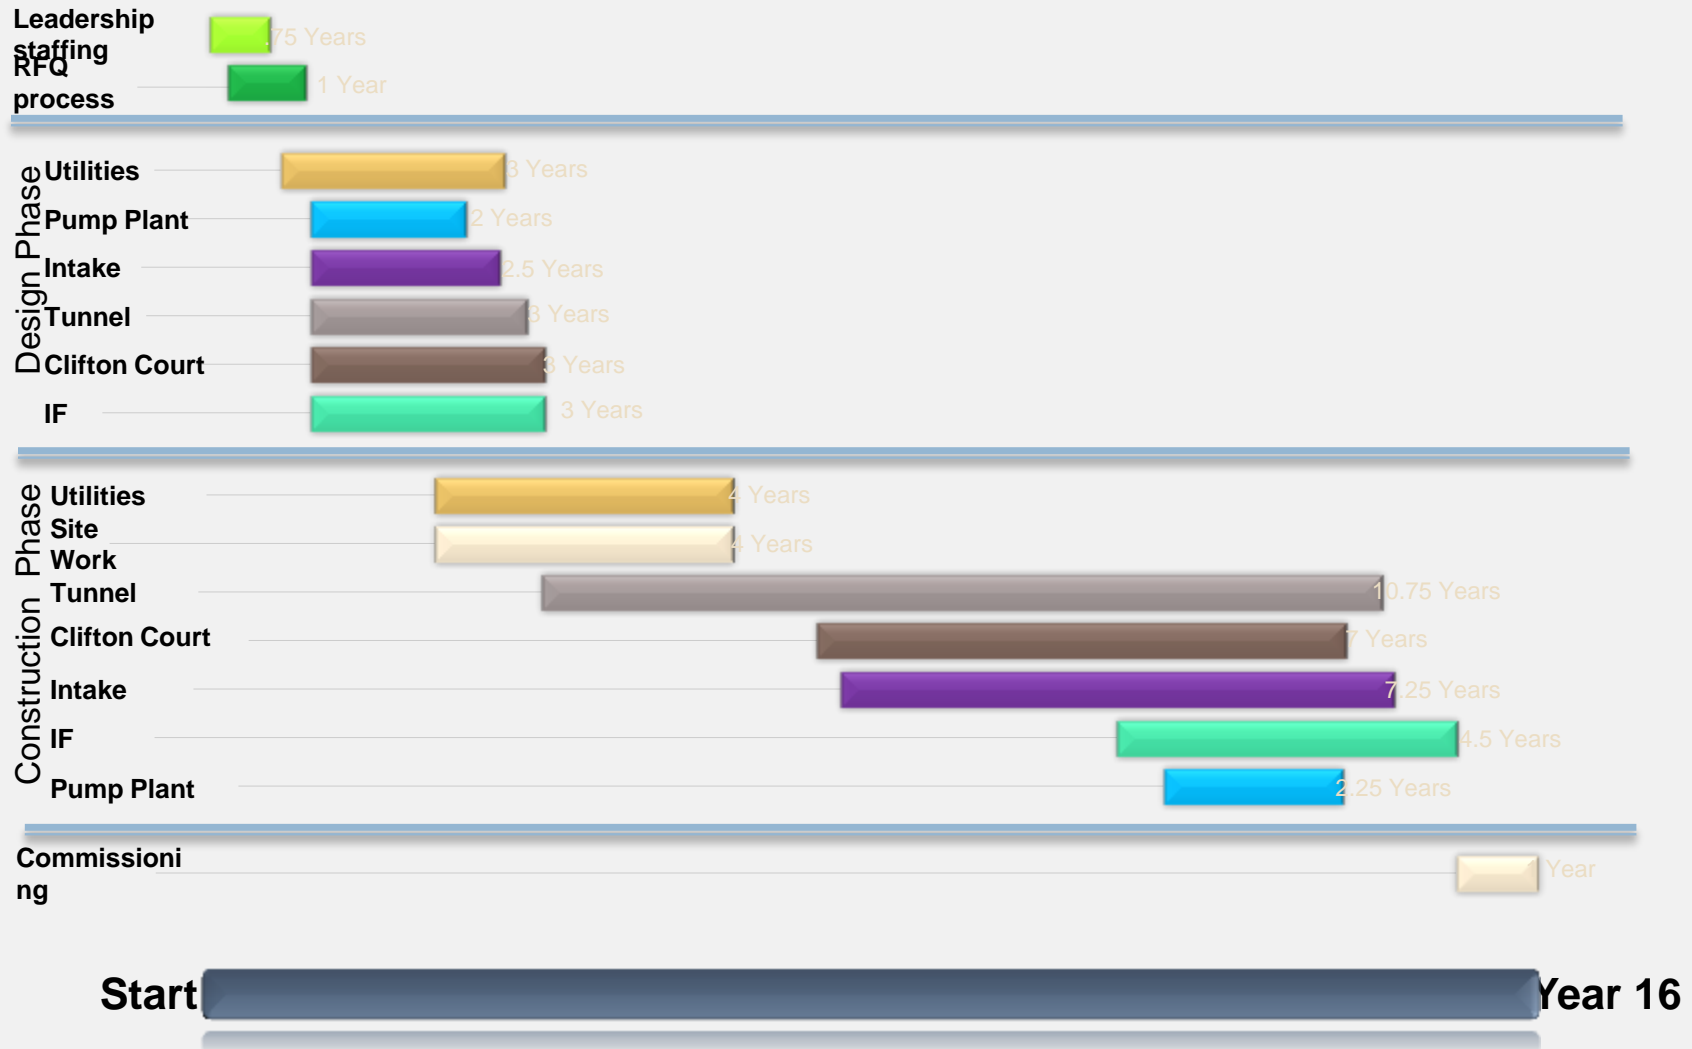 Leadership
staffing
.75 Years
RFQ
process
1 Year
Design Phase
Utilities
3 Years
Pump Plant
2 Years
Intake
2.5 Years
Tunnel
3 Years
Clifton Court
3 Years
IF
3 Years
Construction Phase
Utilities
4 Years
Site
Work
4 Years
Tunnel
10.75 Years
Clifton Court
7 Years
Intake
7.25 Years
IF
4.5 Years
Pump Plant
2.25 Years
Commissioni
ng
Year
Start
Year 16